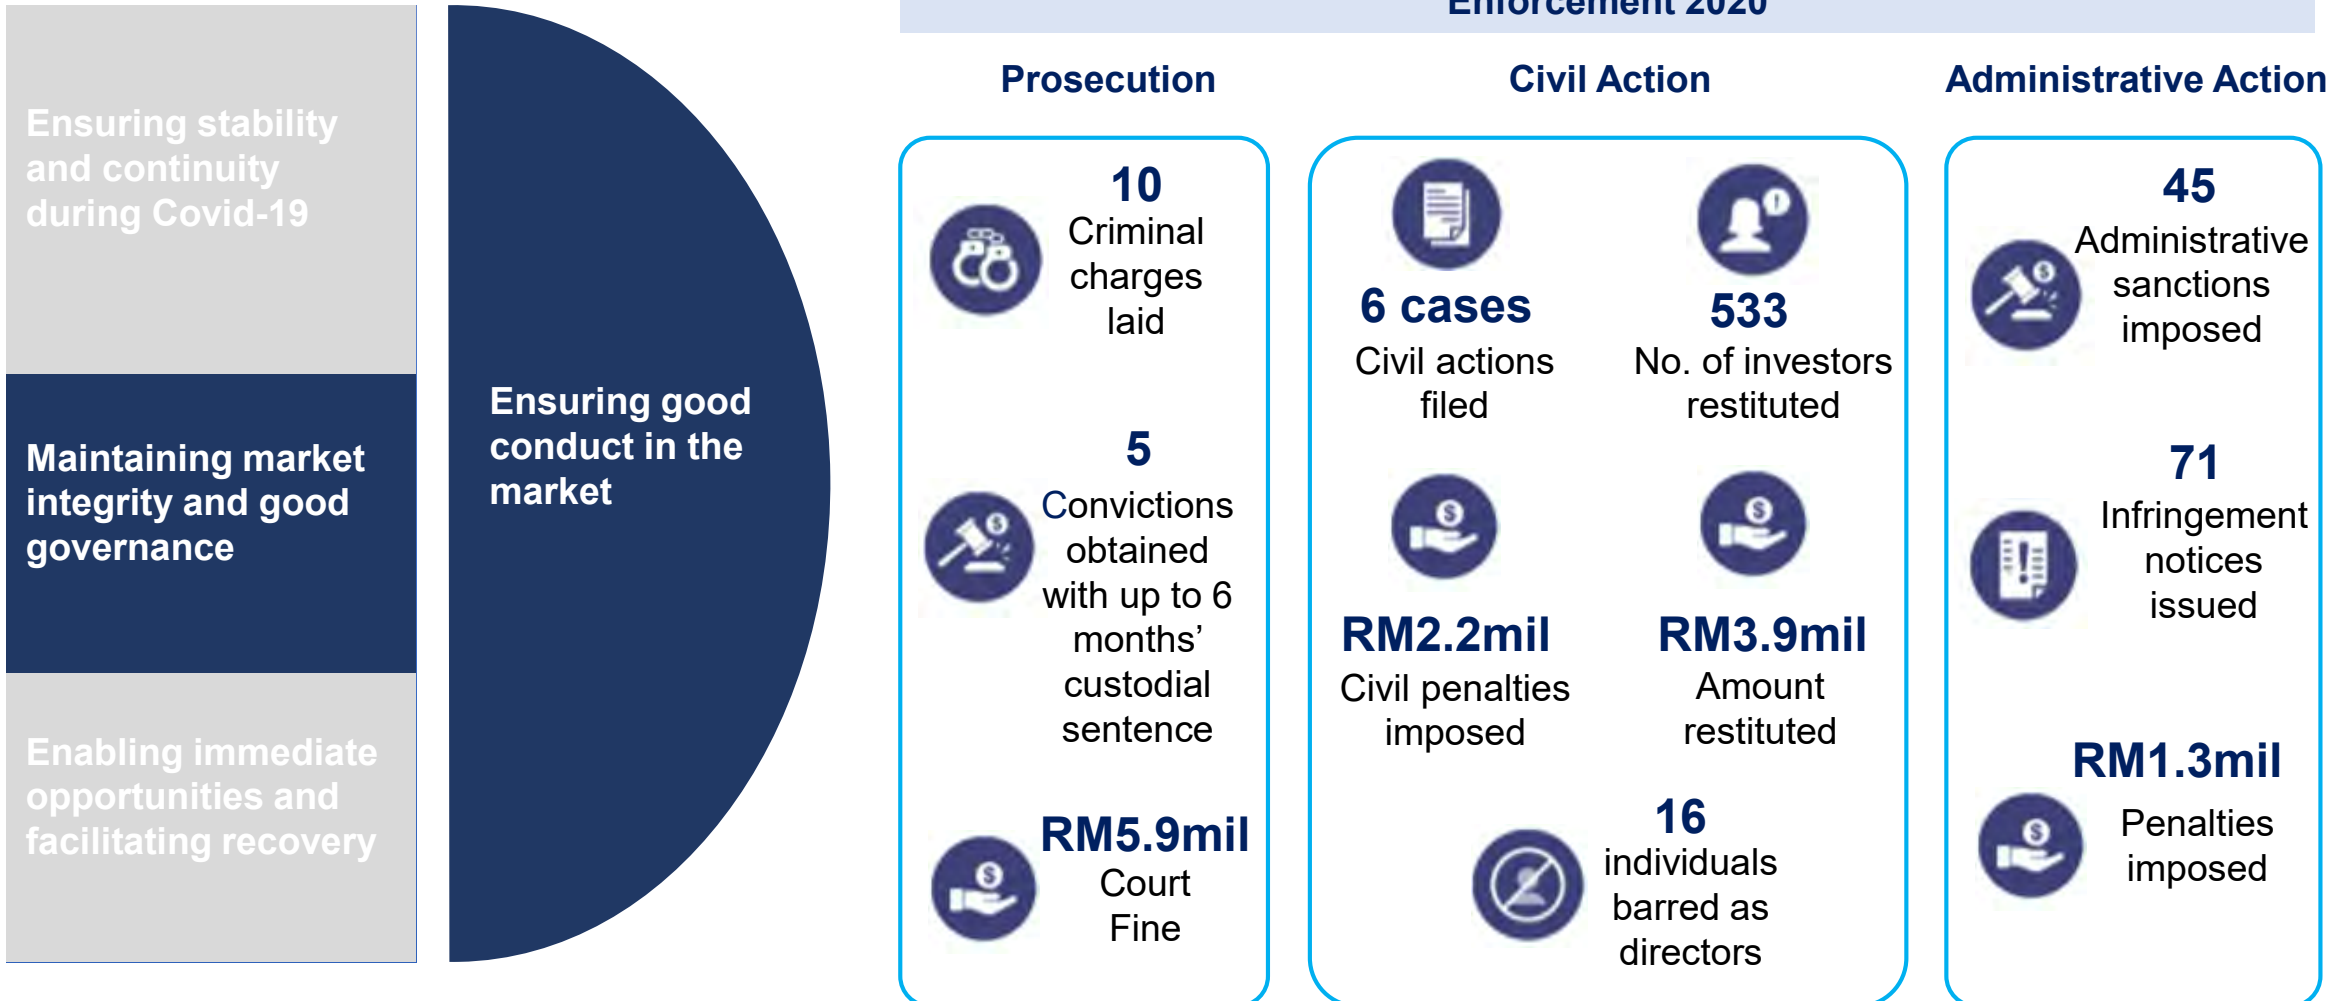 Enforcement 2020
Ensuring stability
and continuity
during Covid-19
Maintaining market
integrity and good
governance
Enabling immediate
opportunities and
facilitating recovery
Ensuring good
conduct in the
market
Prosecution
10
Criminal
charges
laid
5
Convictions
obtained
with up to 6
months’
custodial
sentence
RM5.9mil
Court
Fine
Civil Action
6 cases
Civil actions
filed
533
No. of investors
restituted
RM2.2mil
Civil penalties
imposed
RM3.9mil
Amount
restituted
16
individuals
barred as
directors
Administrative Action
45
Administrative
sanctions
imposed
71
Infringement
notices
issued
RM1.3mil
Penalties
imposed